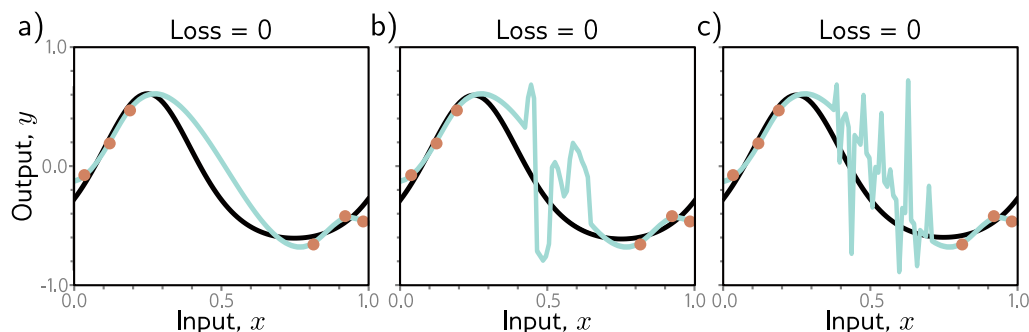 a) Loss = 0
b) Loss = 0
c) Loss = 0
1.0
0.0
-1.0
Output, y
0.0 0.5 1.0
0.0 0.5 1.0
0.0 0.5 1.0
Input, x
Input, x
Input, x